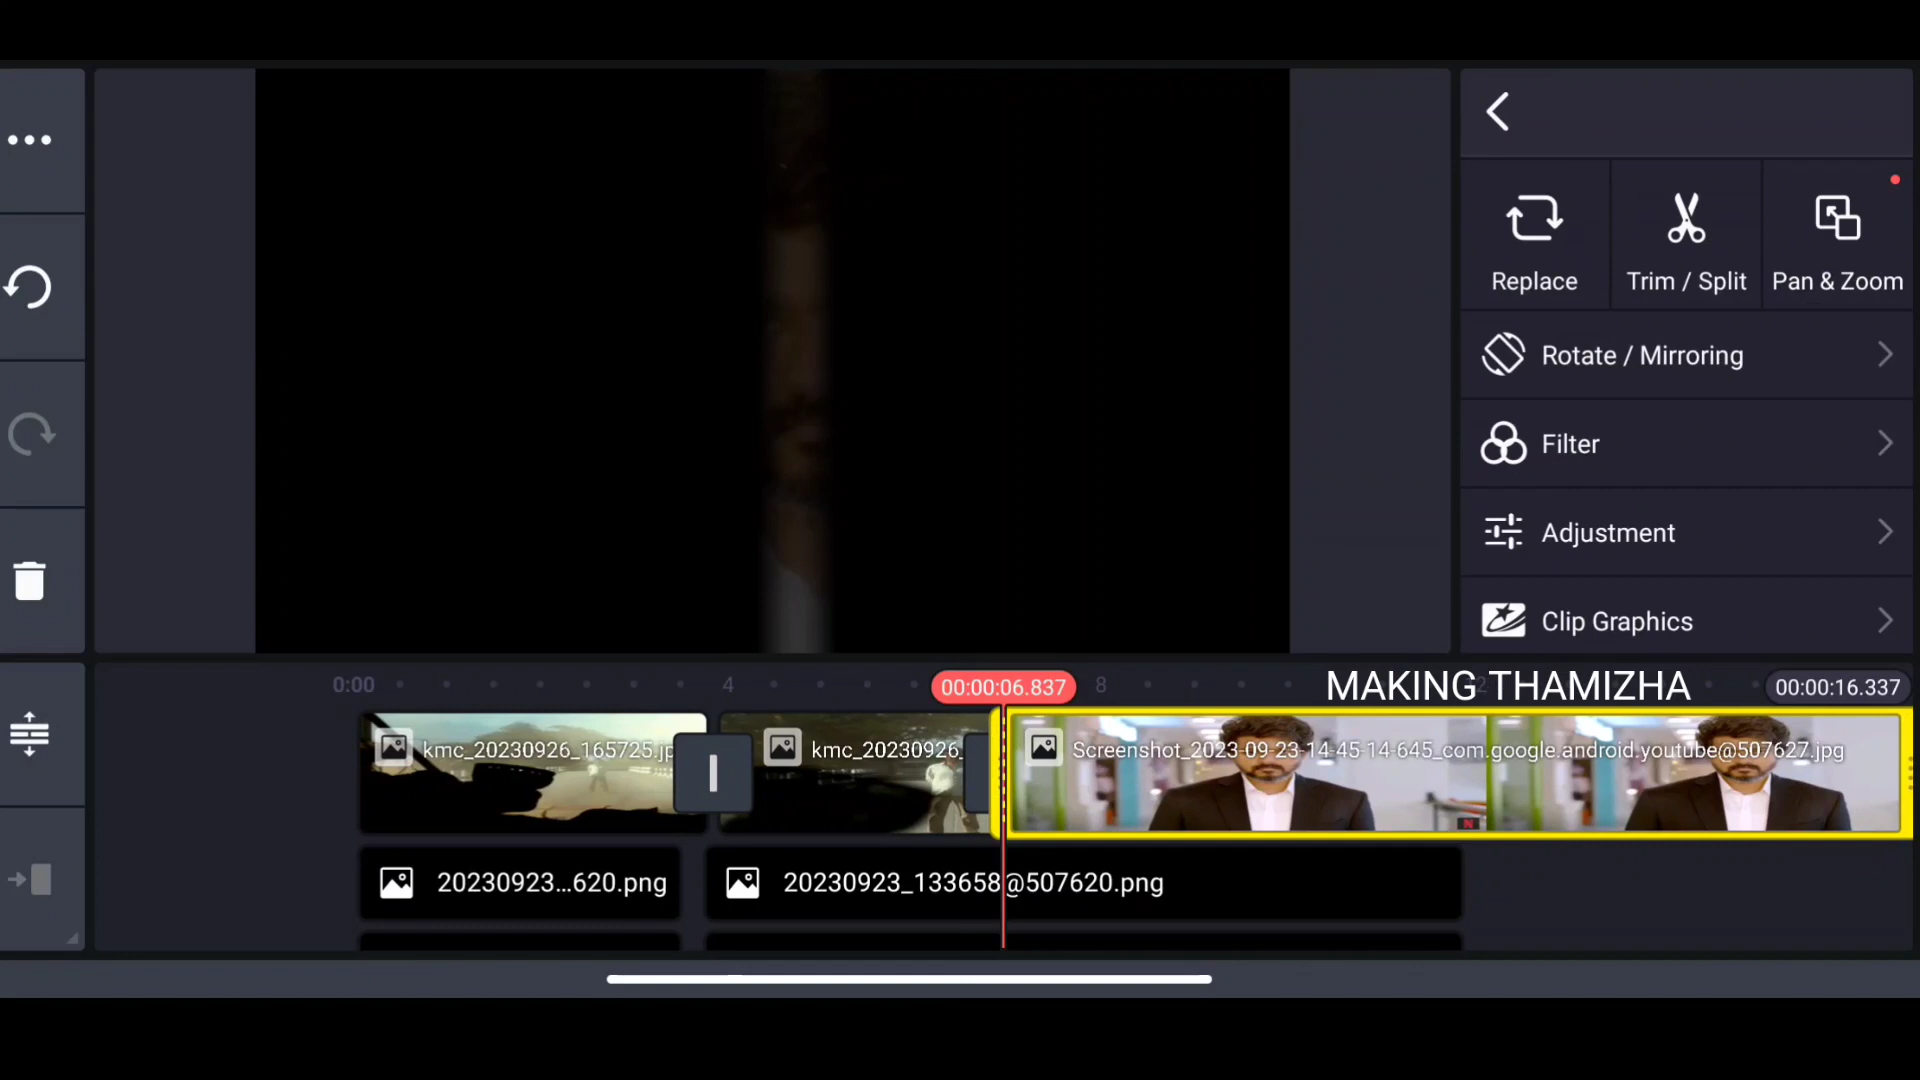 Replace
Trim / Split
Pan & Zoom
Rotate / Mirroring
Filter
Adjustment
Clip Graphics
0:00
4
00:00:06.837
8
MAKING THAMIZHA
00:00:16.337
kmc_20230926_165725.jp
kmc_20230926_
Screenshot_2023-09-23-14-45-14-645_com.google.android.youtube@507627.jpg
N
20230923...620.png
20230923_133658@507620.png